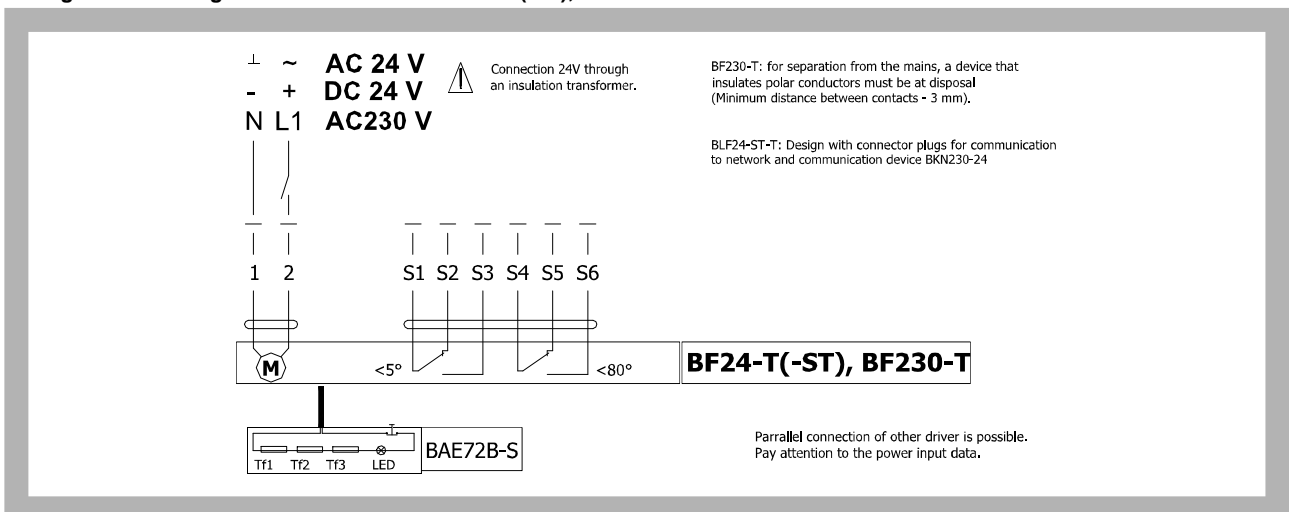 ⊥ ~ AC 24 V
- + DC 24 V
N L1 AC230 V
Connection 24V through
an insulation transformer.
BF230-T: for separation from the mains, a device that
insulates polar conductors must be at disposal
(Minimum distance between contacts - 3 mm).
BLF24-ST-T: Design with connector plugs for communication
to network and communication device BKN230-24
1 2 S1 S2 S3 S4 S5 S6
M <5° <80° BF24-T(-ST), BF230-T
Tf1 Tf2 Tf3 LED BAE72B-S
Parrallel connection of other driver is possible.
Pay attention to the power input data.